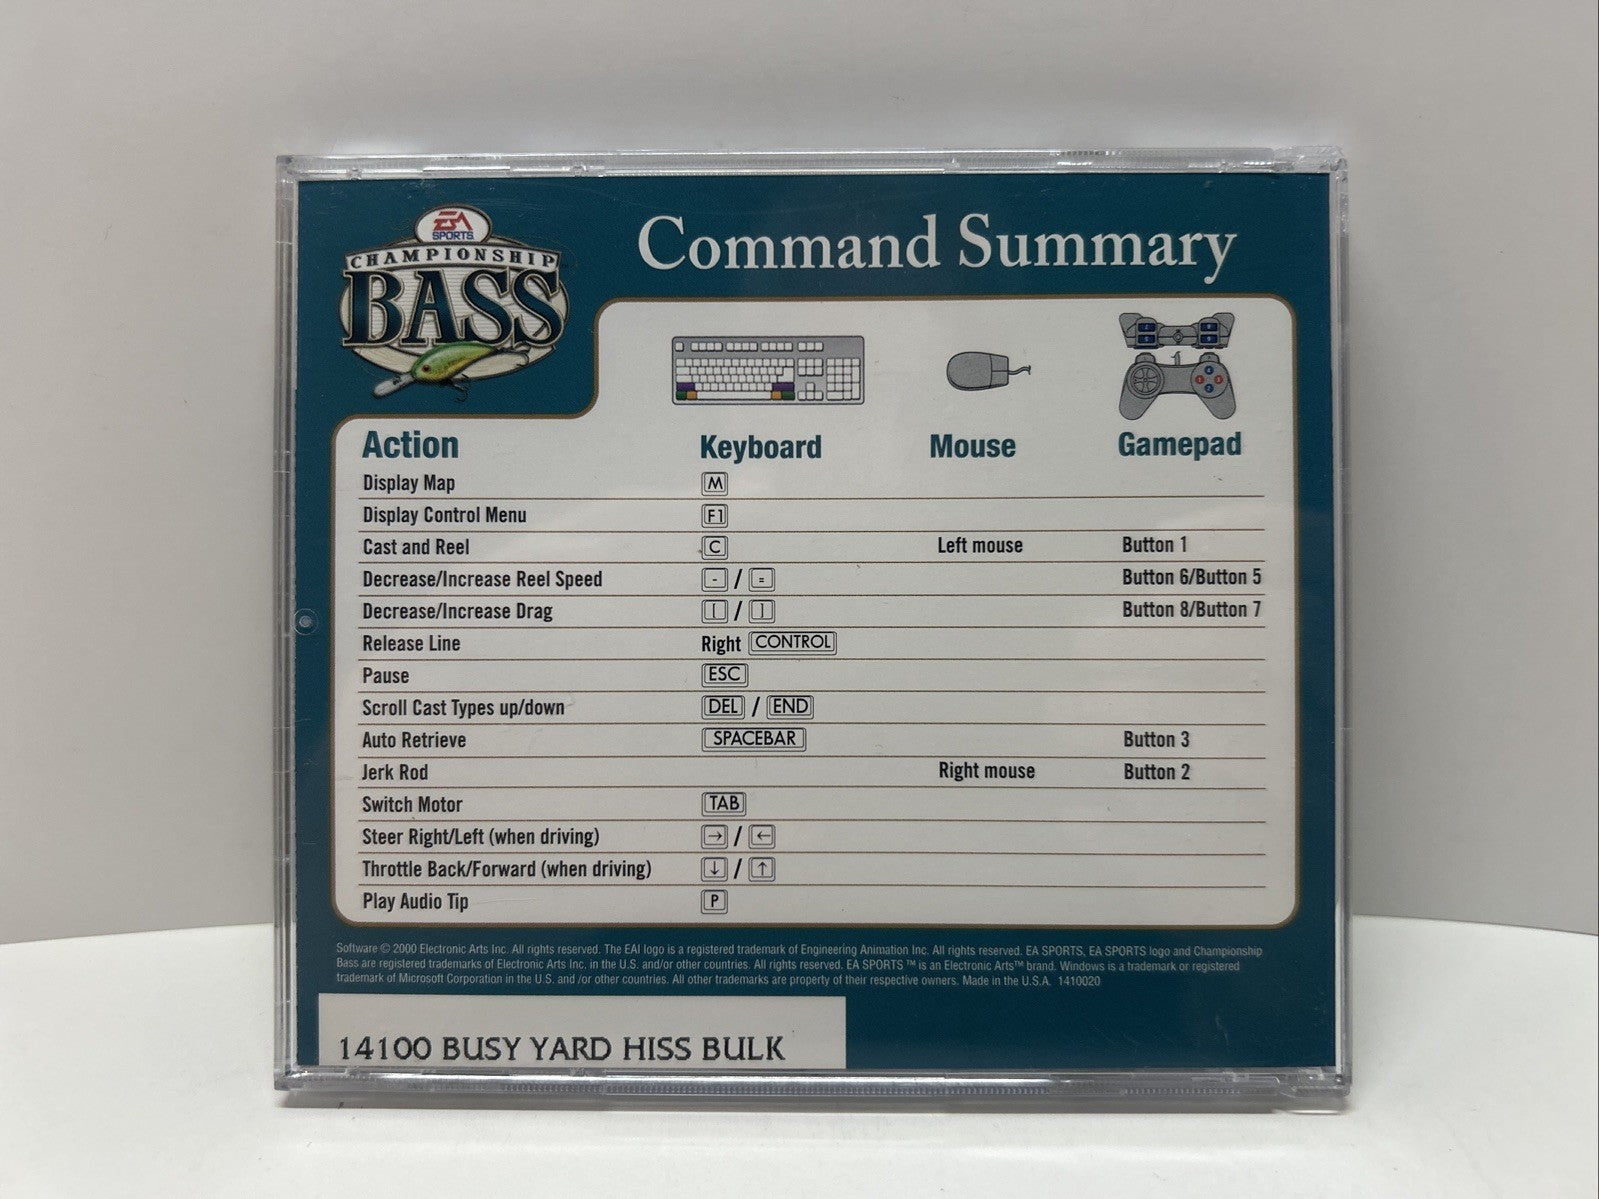 EA
SPORTS
CHAMPIONSHIP
BASS
Command Summary
Action Keyboard Mouse Gamepad
Display Map M
Display Control Menu F1
Cast and Reel C Left mouse Button 1
Decrease/Increase Reel Speed - / = Button 6/Button 5
Decrease/Increase Drag [ / ] Button 8/Button 7
Release Line Right CONTROL
Pause ESC
Scroll Cast Types up/down DEL / END
Auto Retrieve SPACEBAR Button 3
Jerk Rod Right mouse Button 2
Switch Motor TAB
Steer Right/Left (when driving) → / ←
Throttle Back/Forward (when driving) ↓ / ↑
Play Audio Tip P
Software © 2000 Electronic Arts Inc. All rights reserved. The EAI logo is a registered trademark of Engineering Animation Inc. All rights reserved. EA SPORTS, EA SPORTS logo and Championship
Bass are registered trademarks of Electronic Arts Inc. in the U.S. and/or other countries. All rights reserved. EA SPORTS™ is an Electronic Arts™ brand. Windows is a trademark or registered
trademark of Microsoft Corporation in the U.S. and /or other countries. All other trademarks are property of their respective owners. Made in the U.S.A. 1410020
14100 BUSY YARD HISS BULK